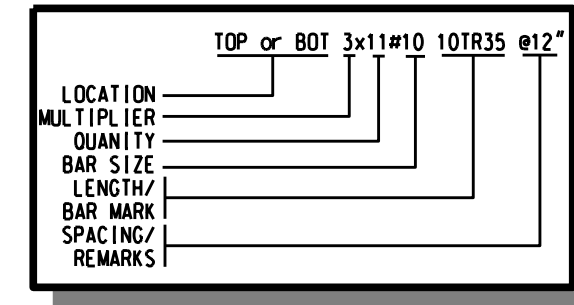 TOP or BOT 3x11#10 10TR35 @12"
LOCATION
MULTIPLIER
QUANITY
BAR SIZE
LENGTH/
BAR MARK
SPACING/
REMARKS